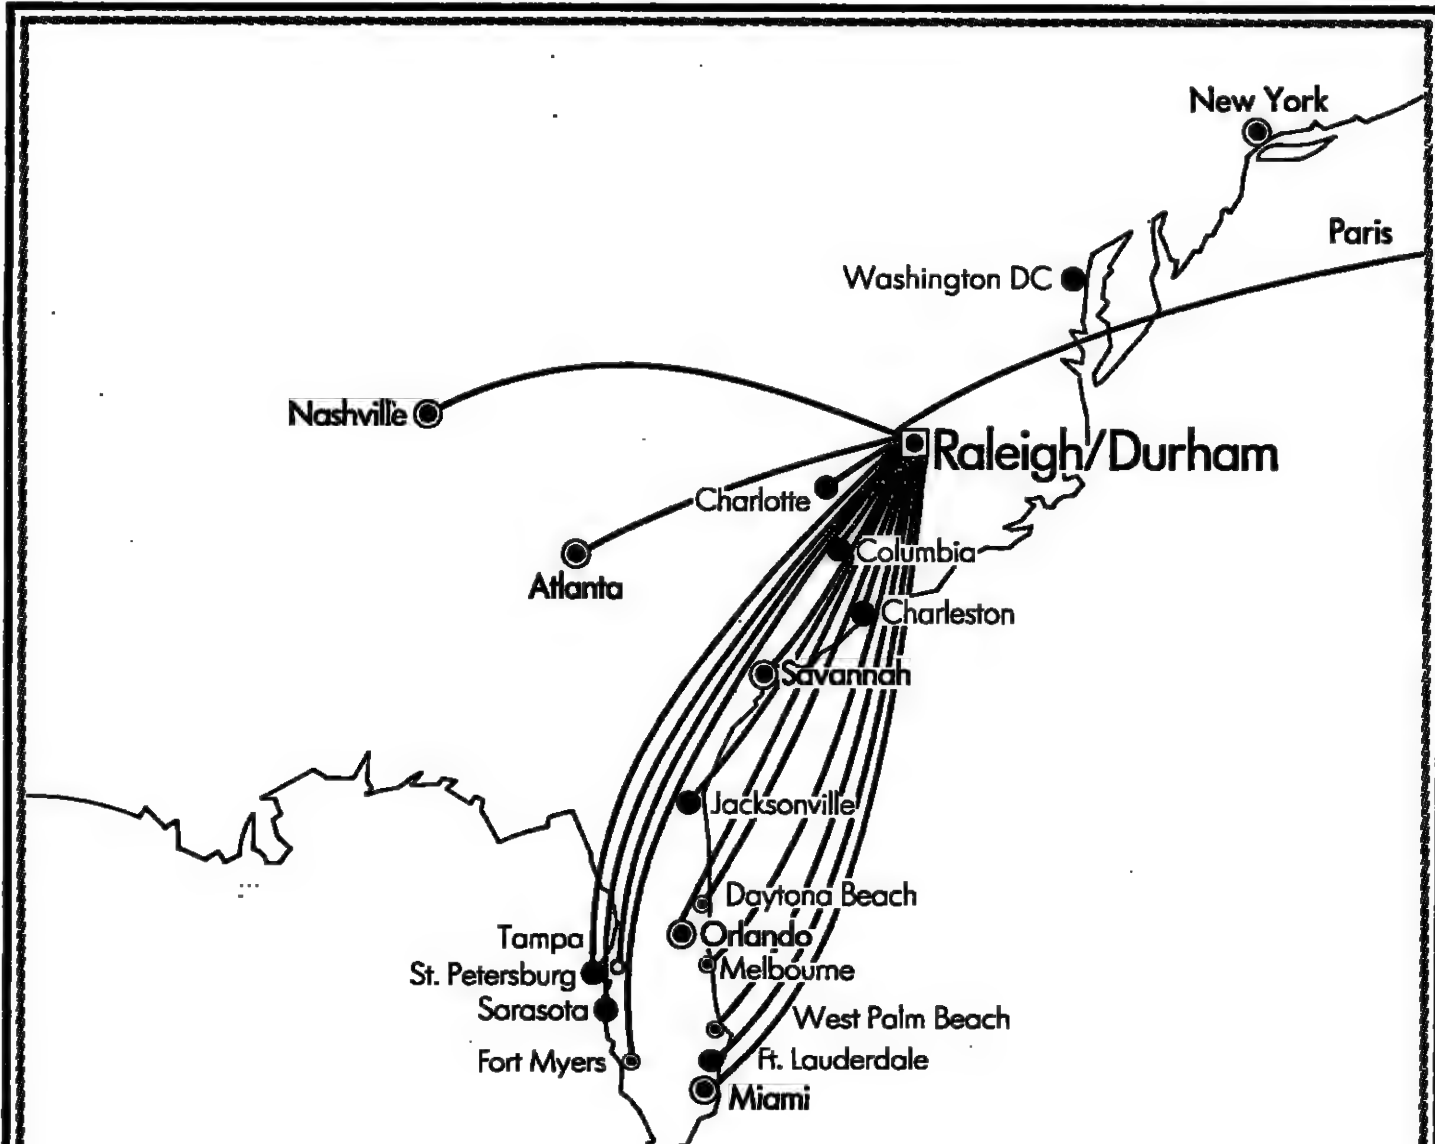 New York
Paris
Washington DC
Nashville
Raleigh/Durham
Charlotte
Columbia
Atlanta
Charleston
Savannah
Jacksonville
Daytona Beach
Tampa
Orlando
St. Petersburg
Melbourne
Sarasota
West Palm Beach
Fort Myers
Ft. Lauderdale
Miami